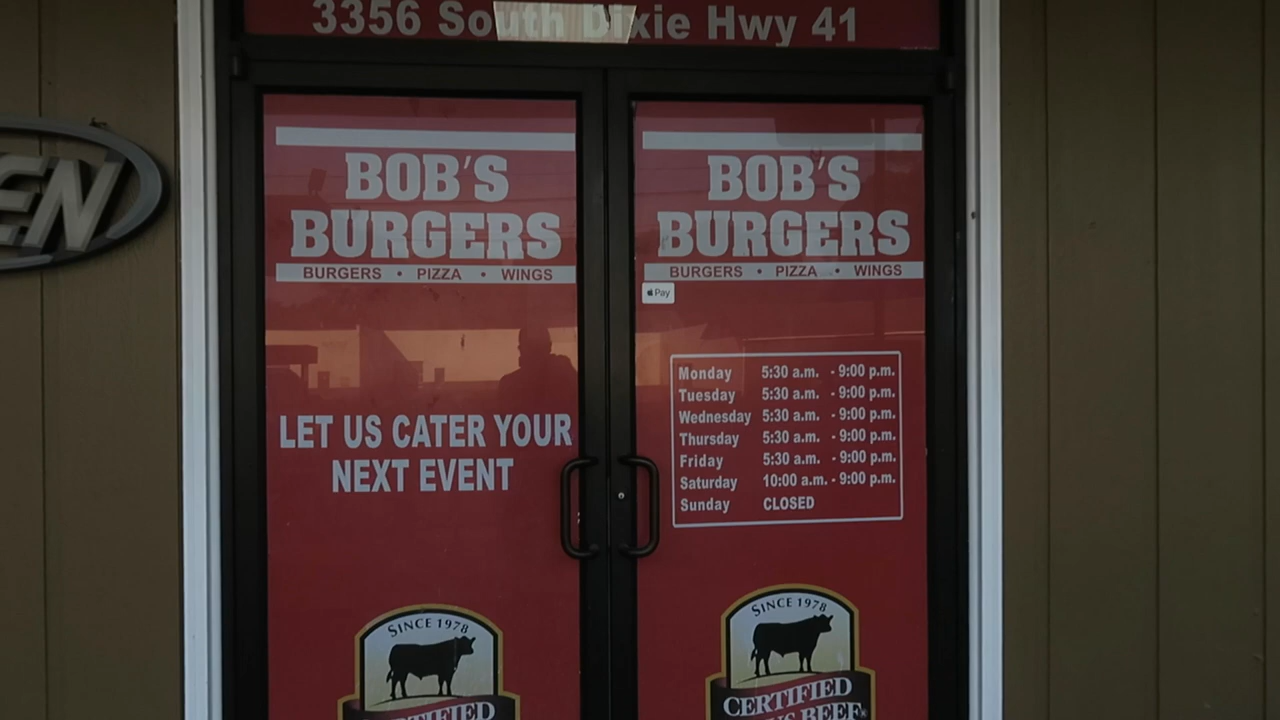 3356 South Dixie Hwy 41
EN
BOB'S
BURGERS
BURGERS • PIZZA • WINGS
LET US CATER YOUR
NEXT EVENT
SINCE 1978
BOB'S
BURGERS
BURGERS • PIZZA • WINGS
Pay
Monday 5:30 a.m. - 9:00 p.m.
Tuesday 5:30 a.m. - 9:00 p.m.
Wednesday 5:30 a.m. - 9:00 p.m.
Thursday 5:30 a.m. - 9:00 p.m.
Friday 5:30 a.m. - 9:00 p.m.
Saturday 10:00 a.m. - 9:00 p.m.
Sunday CLOSED
SINCE 1978
CERTIFIED
BEEF